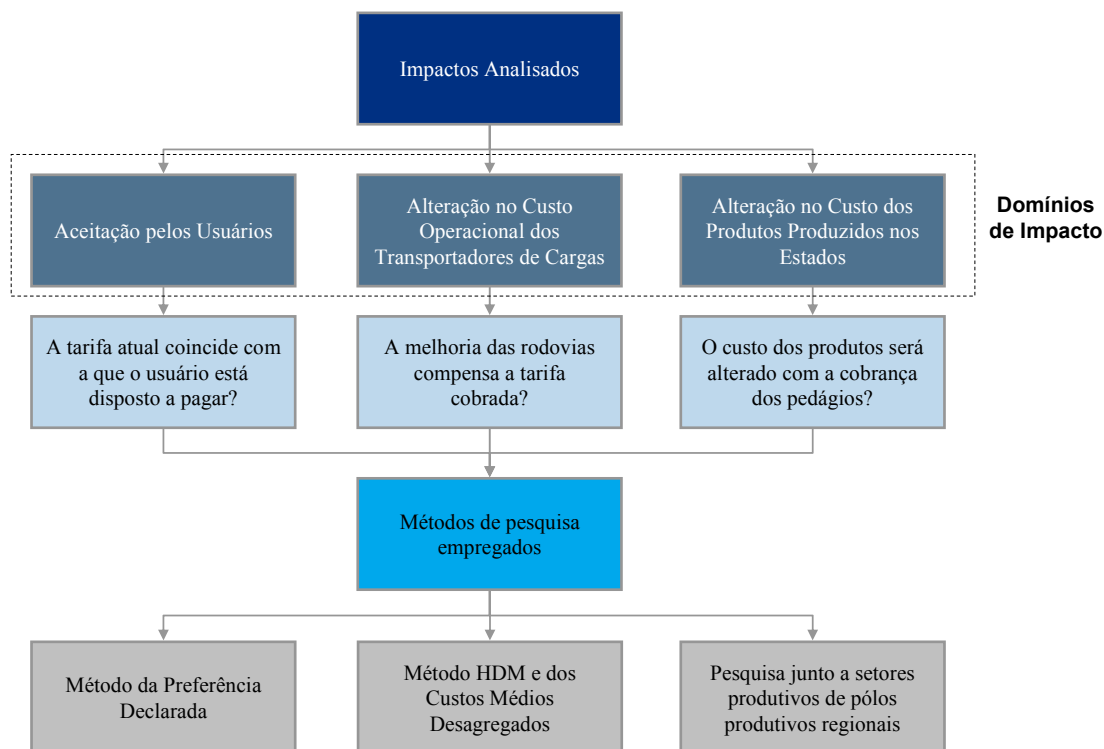 Impactos Analisados
Aceitação pelos Usuários
Alteração no Custo
Operacional dos
Transportadores de Cargas
Alteração no Custo dos
Produtos Produzidos nos
Estados
Domínios
de Impacto
A tarifa atual coincide com
a que o usuário está
disposto a pagar?
A melhoria das rodovias
compensa a tarifa
cobrada?
O custo dos produtos será
alterado com a cobrança
dos pedágios?
Métodos de pesquisa
empregados
Método da Preferência
Declarada
Método HDM e dos
Custos Médios
Desagregados
Pesquisa junto a setores
produtivos de pólos
produtivos regionais